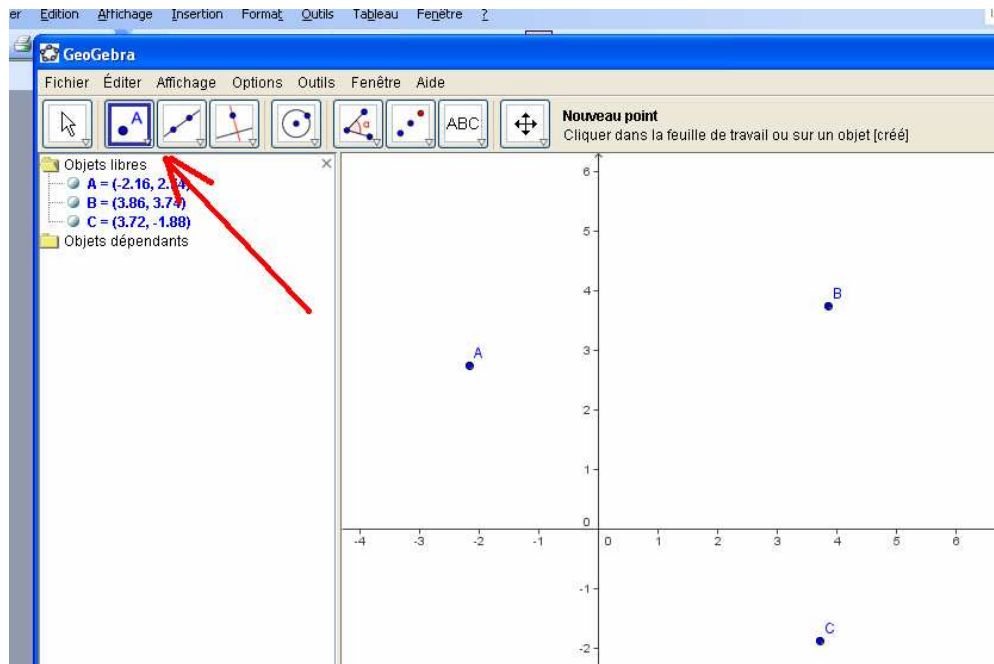 er Edition Affichage Insertion Format Outils Tableau Fenêtre ?
GeoGebra
Fichier Éditer Affichage Options Outils Fenêtre Aide
A α ABC
Nouveau point
Cliquer dans la feuille de travail ou sur un objet [créé]
Objets libres
A = (-2.16, 2.74)
B = (3.86, 3.74)
C = (3.72, -1.88)
Objets dépendants
6
5
4
B
3
A
2
1
0
-4 -3 -2 -1 0 1 2 3 4 5 6
-1
C
-2